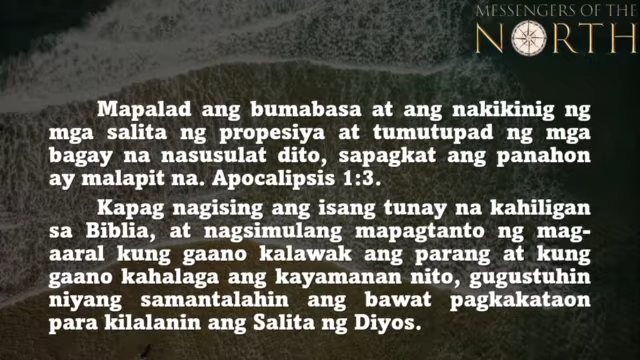 MESSENGERS OF THE
NORTH
Mapalad ang bumabasa at ang nakikinig ng
mga salita ng propesiya at tumutupad ng mga
bagay na nasusulat dito, sapagkat ang panahon
ay malapit na. Apocalipsis 1:3.
Kapag nagising ang isang tunay na kahiligan
sa Biblia, at nagsimulang mapagtanto ng mag-
aaral kung gaano kalawak ang parang at kung
gaano kahalaga ang kayamanan nito, gugustuhin
niyang samantalahin ang bawat pagkakataon
para kilalanin ang Salita ng Diyos.